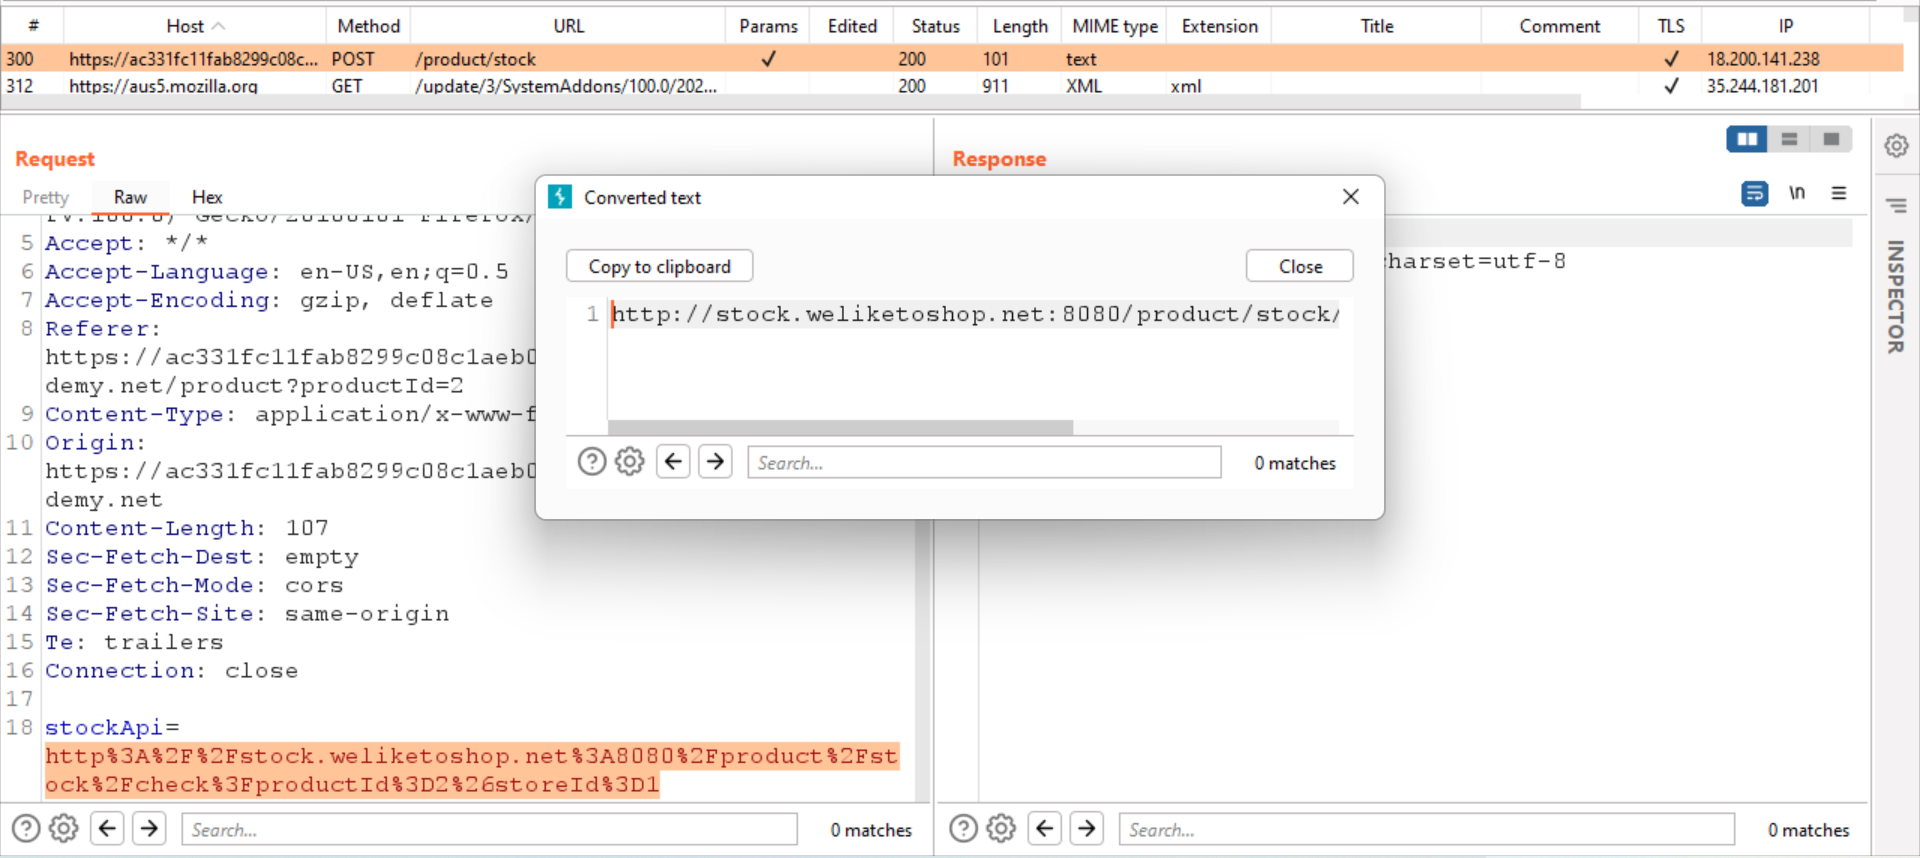 # Host Method URL Params Edited Status Length MIME type Extension Title Comment TLS IP
300 https://ac331fc11fab8299c08c... POST /product/stock ✓ 200 101 text ✓ 18.200.141.238
312 https://aus5.mozilla.org GET /update/3/SystemAddons/100.0/202... 200 911 XML xml ✓ 35.244.181.201
Request
Response
Pretty Raw Hex
\n
INSPECTOR
5 Accept: */*
6 Accept-Language: en-US,en;q=0.5
7 Accept-Encoding: gzip, deflate
8 Referer:
https://ac331fc11fab8299c08c1aeb0
demy.net/product?productId=2
9 Content-Type: application/x-www-f
10 Origin:
https://ac331fc11fab8299c08c1aeb0
demy.net
11 Content-Length: 107
12 Sec-Fetch-Dest: empty
13 Sec-Fetch-Mode: cors
14 Sec-Fetch-Site: same-origin
15 Te: trailers
16 Connection: close
17
18 stockApi=
http%3A%2F%2Fstock.weliketoshop.net%3A8080%2Fproduct%2Fst
ock%2Fcheck%3FproductId%3D2%26storeId%3D1
Search... 0 matches
Converted text
Copy to clipboard Close
1 http://stock.weliketoshop.net:8080/product/stock/
Search... 0 matches
charset=utf-8
Search... 0 matches